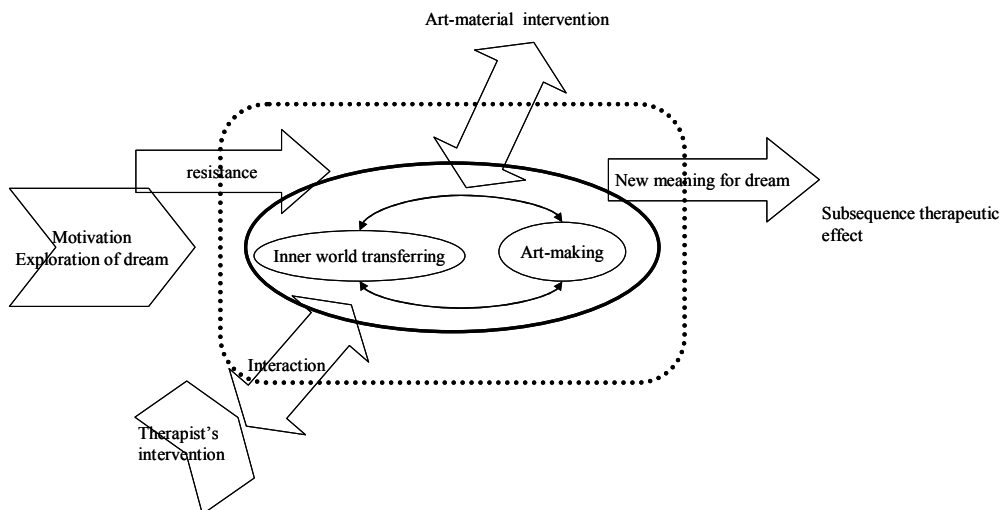 Art-material intervention
resistance
New meaning for dream
Subsequence therapeutic
effect
Motivation
Exploration of dream
Inner world transferring
Art-making
Interaction
Therapist's
intervention